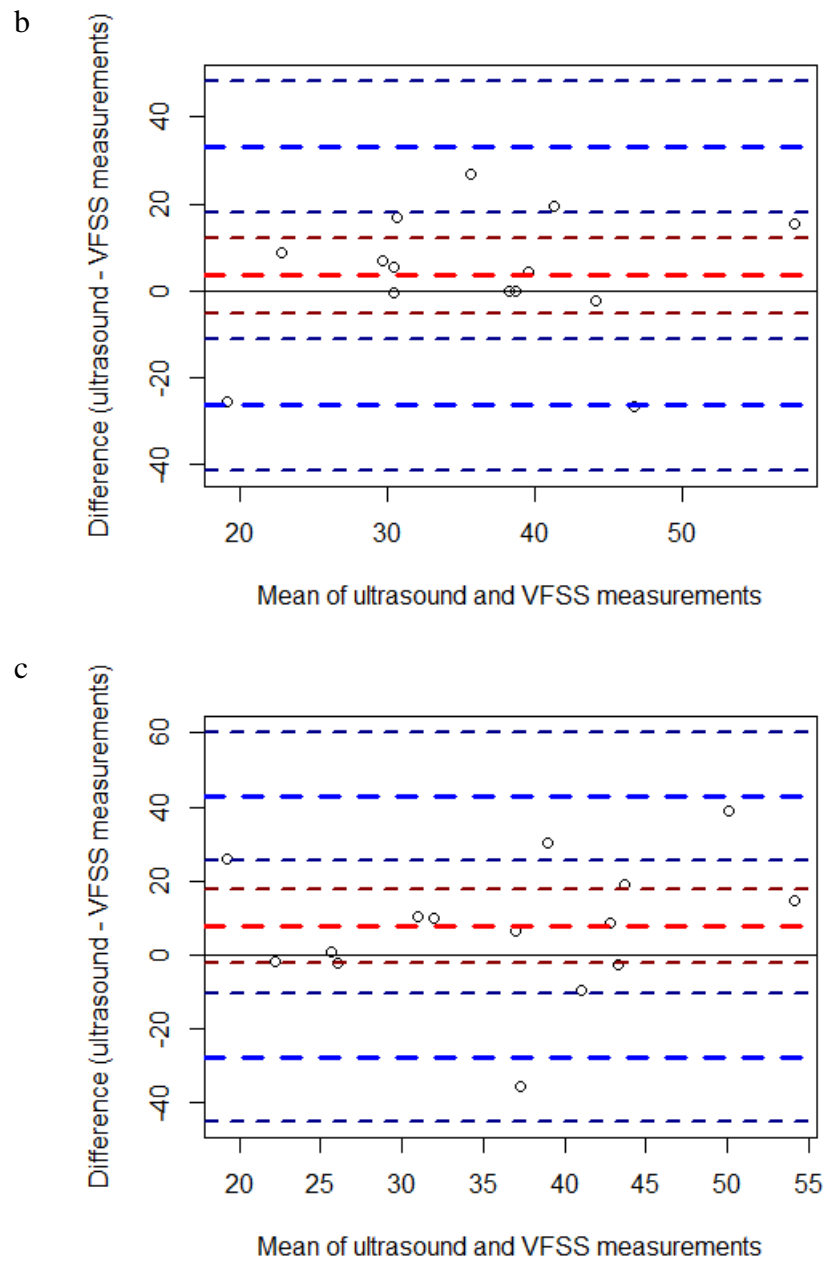 b
Difference (ultrasound - VFSS measurements)
40
20
0
-20
-40
20 30 40 50
Mean of ultrasound and VFSS measurements
c
Difference (ultrasound - VFSS measurements)
60
40
20
0
-20
-40
20 25 30 35 40 45 50 55
Mean of ultrasound and VFSS measurements